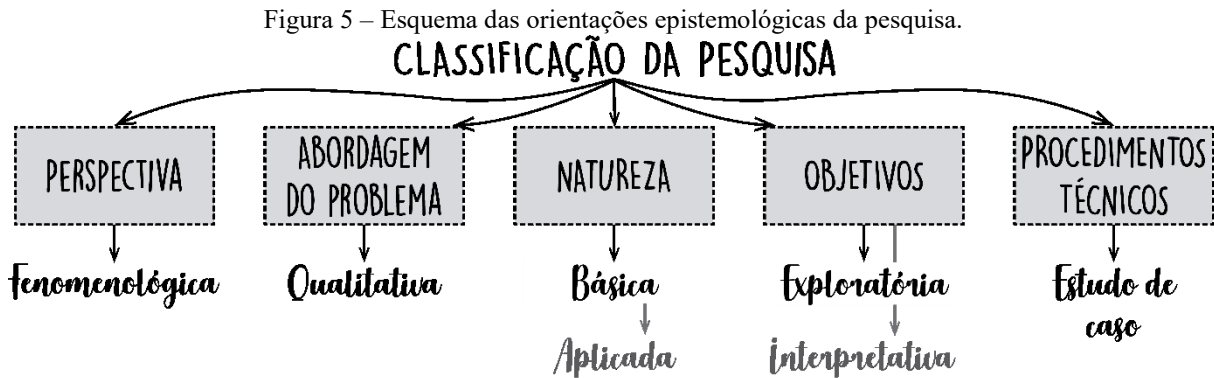 Figura 5 – Esquema das orientações epistemológicas da pesquisa.
CLASSIFICAÇÃO DA PESQUISA
PERSPECTIVA
ABORDAGEM
DO PROBLEMA
NATUREZA
OBJETIVOS
PROCEDIMENTOS
TÉCNICOS
Fenomenológica
Qualitativa
Básica
Exploratória
Estudo de
caso
Aplicada
Interpretativa